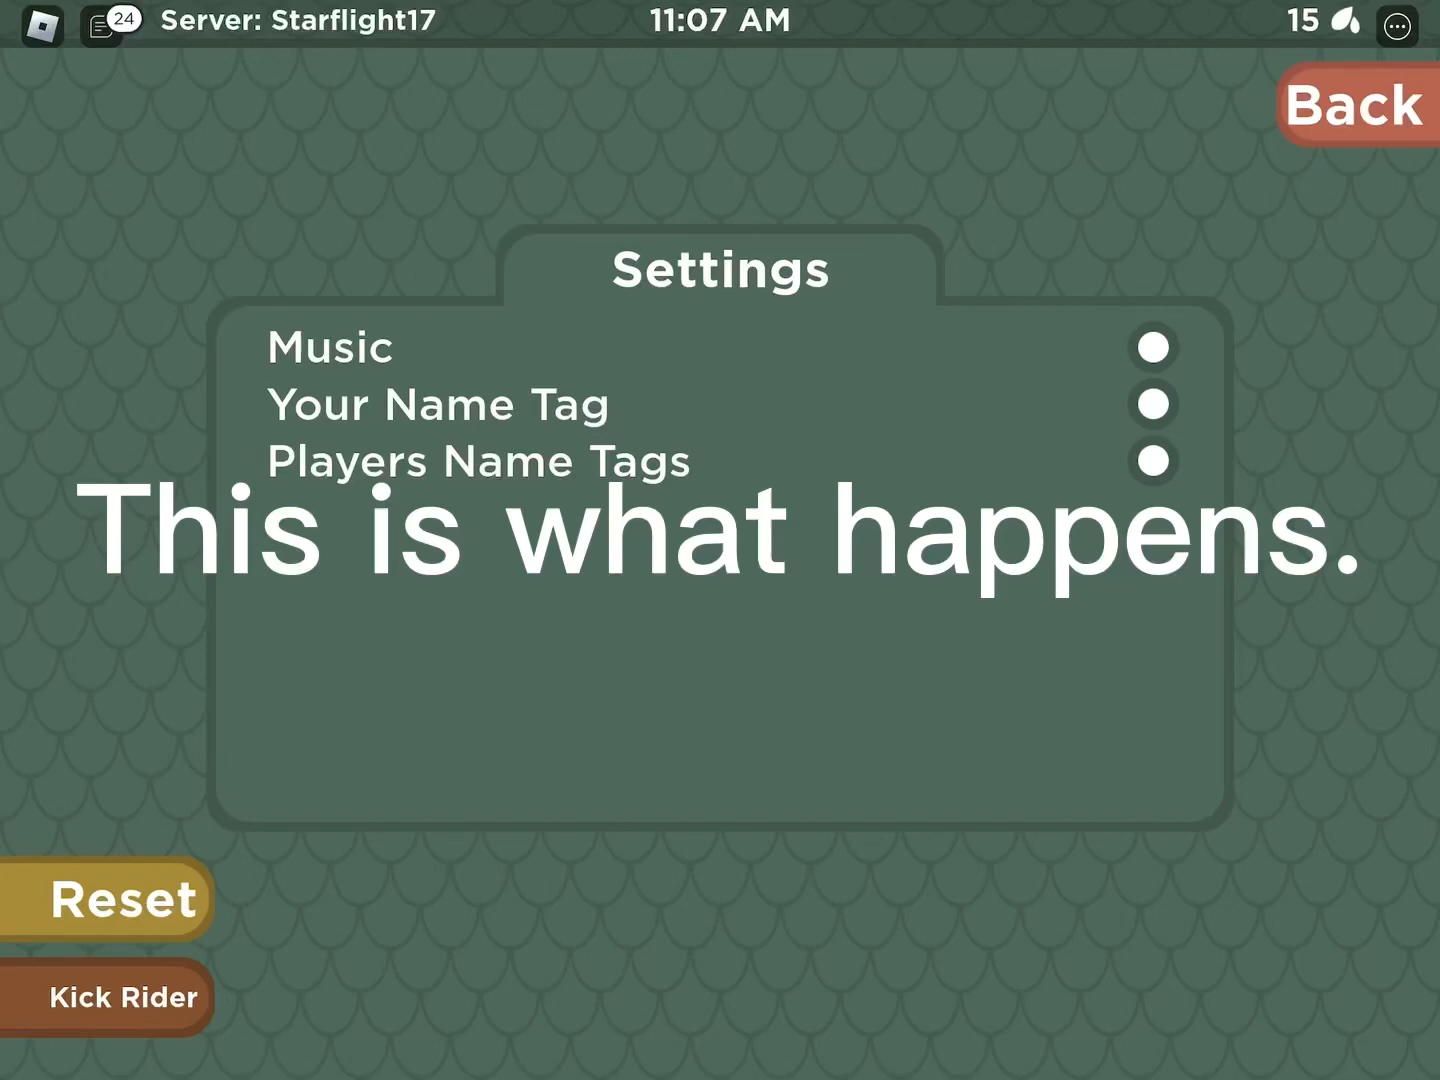 24 Server: Starflight17 11:07 AM 15
Back
Settings
Music
Your Name Tag
Players Name Tags
This is what happens.
Reset
Kick Rider